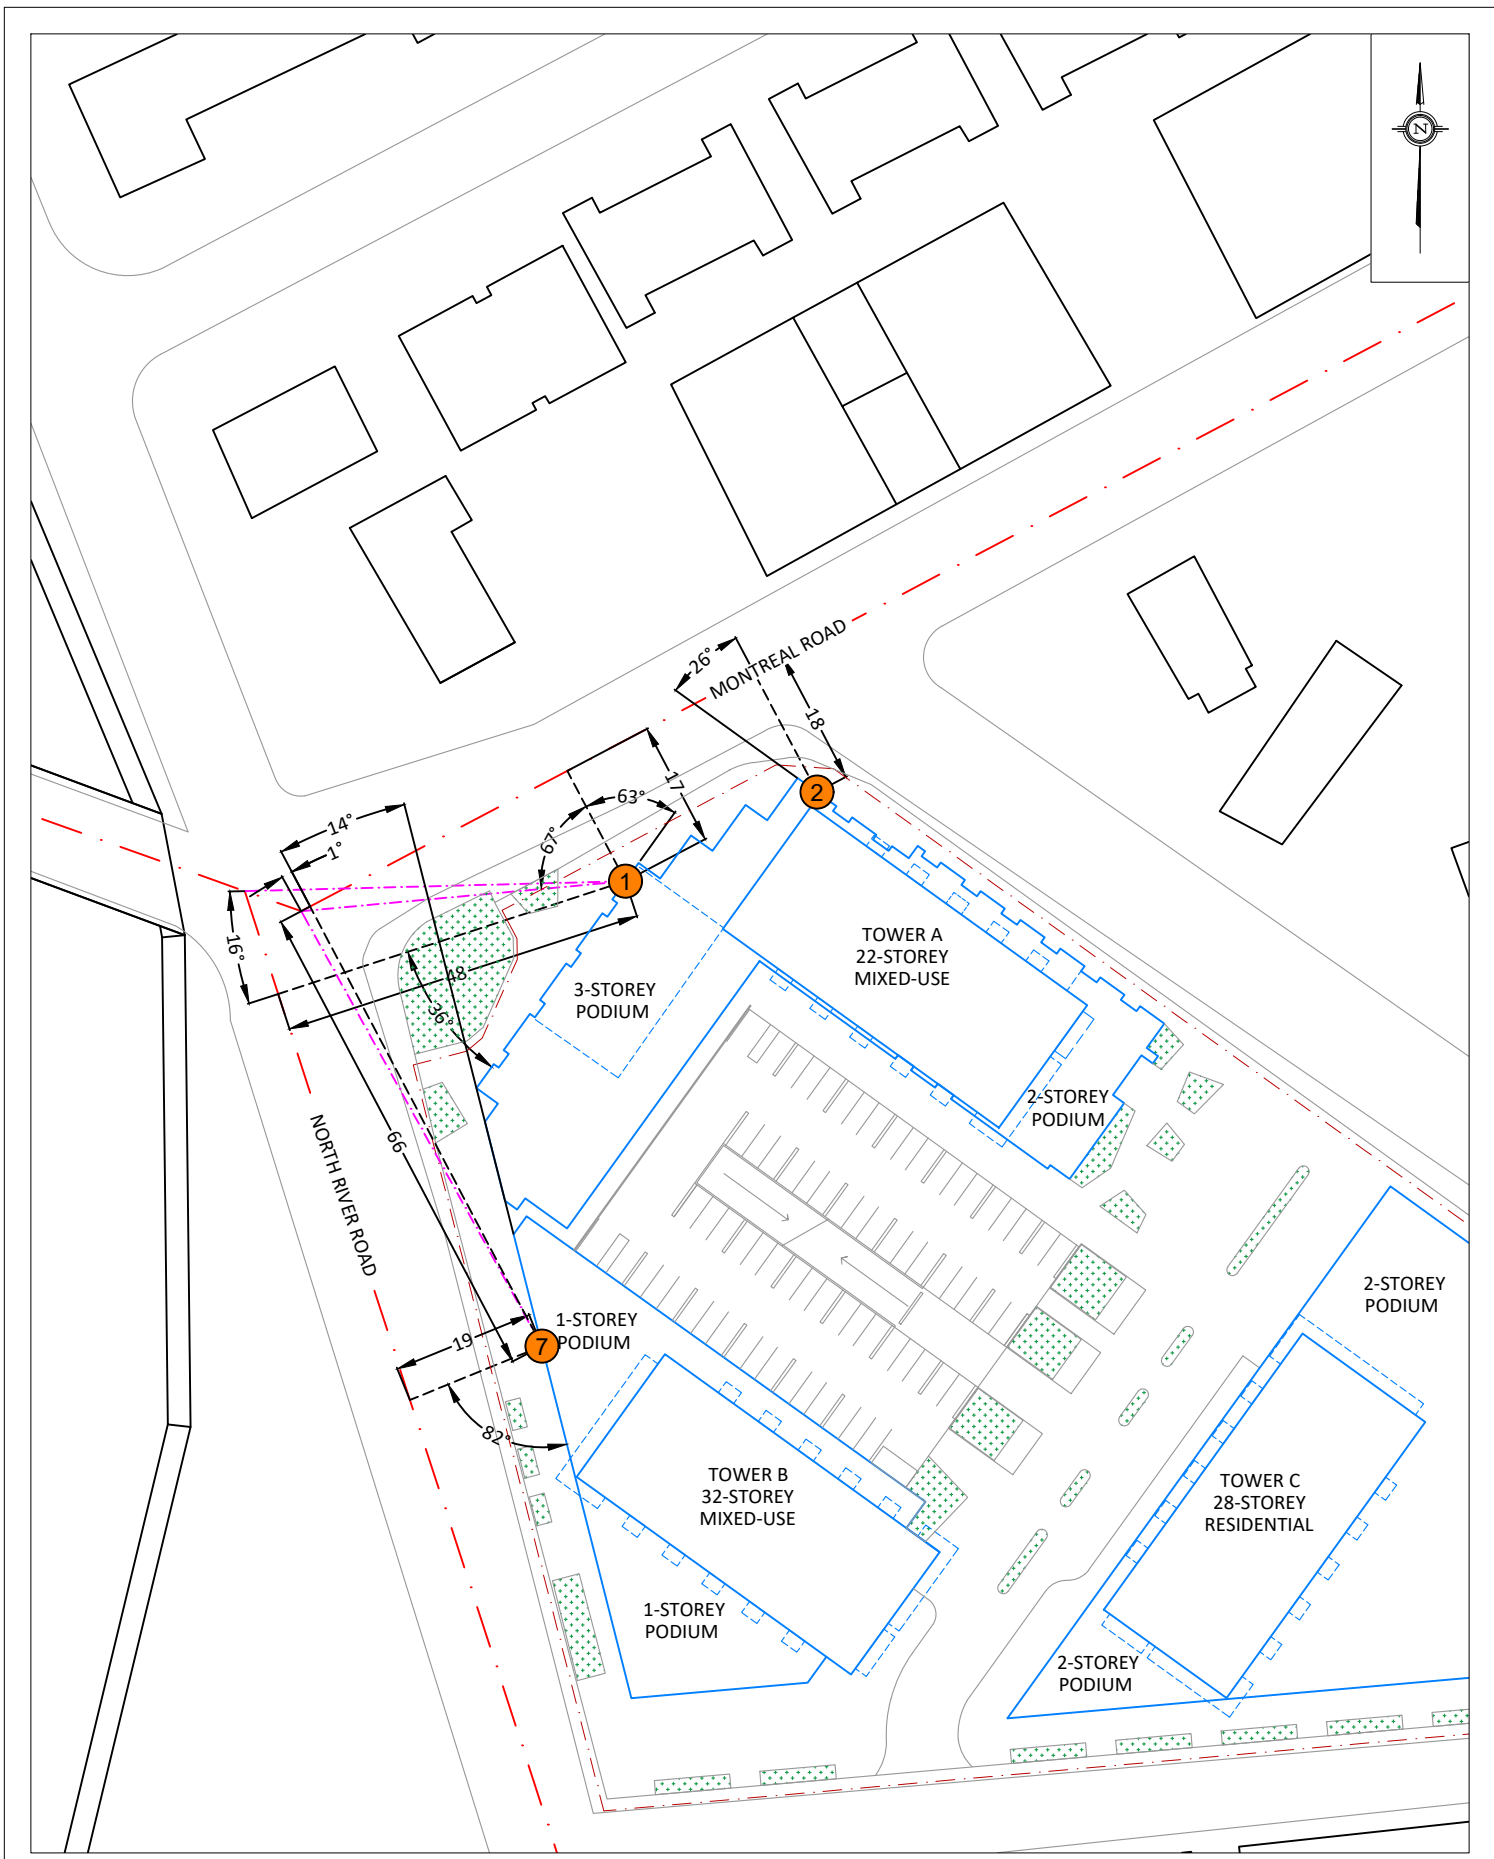 N
26°
MONTREAL ROAD
18
2
17
63°
67°
1
14°
1°
16°
48
36°
TOWER A
22-STOREY
MIXED-USE
3-STOREY
PODIUM
2-STOREY
PODIUM
66
NORTH RIVER ROAD
2-STOREY
PODIUM
1-STOREY
PODIUM
19
7
82°
TOWER B
32-STOREY
MIXED-USE
TOWER C
28-STOREY
RESIDENTIAL
1-STOREY
PODIUM
2-STOREY
PODIUM